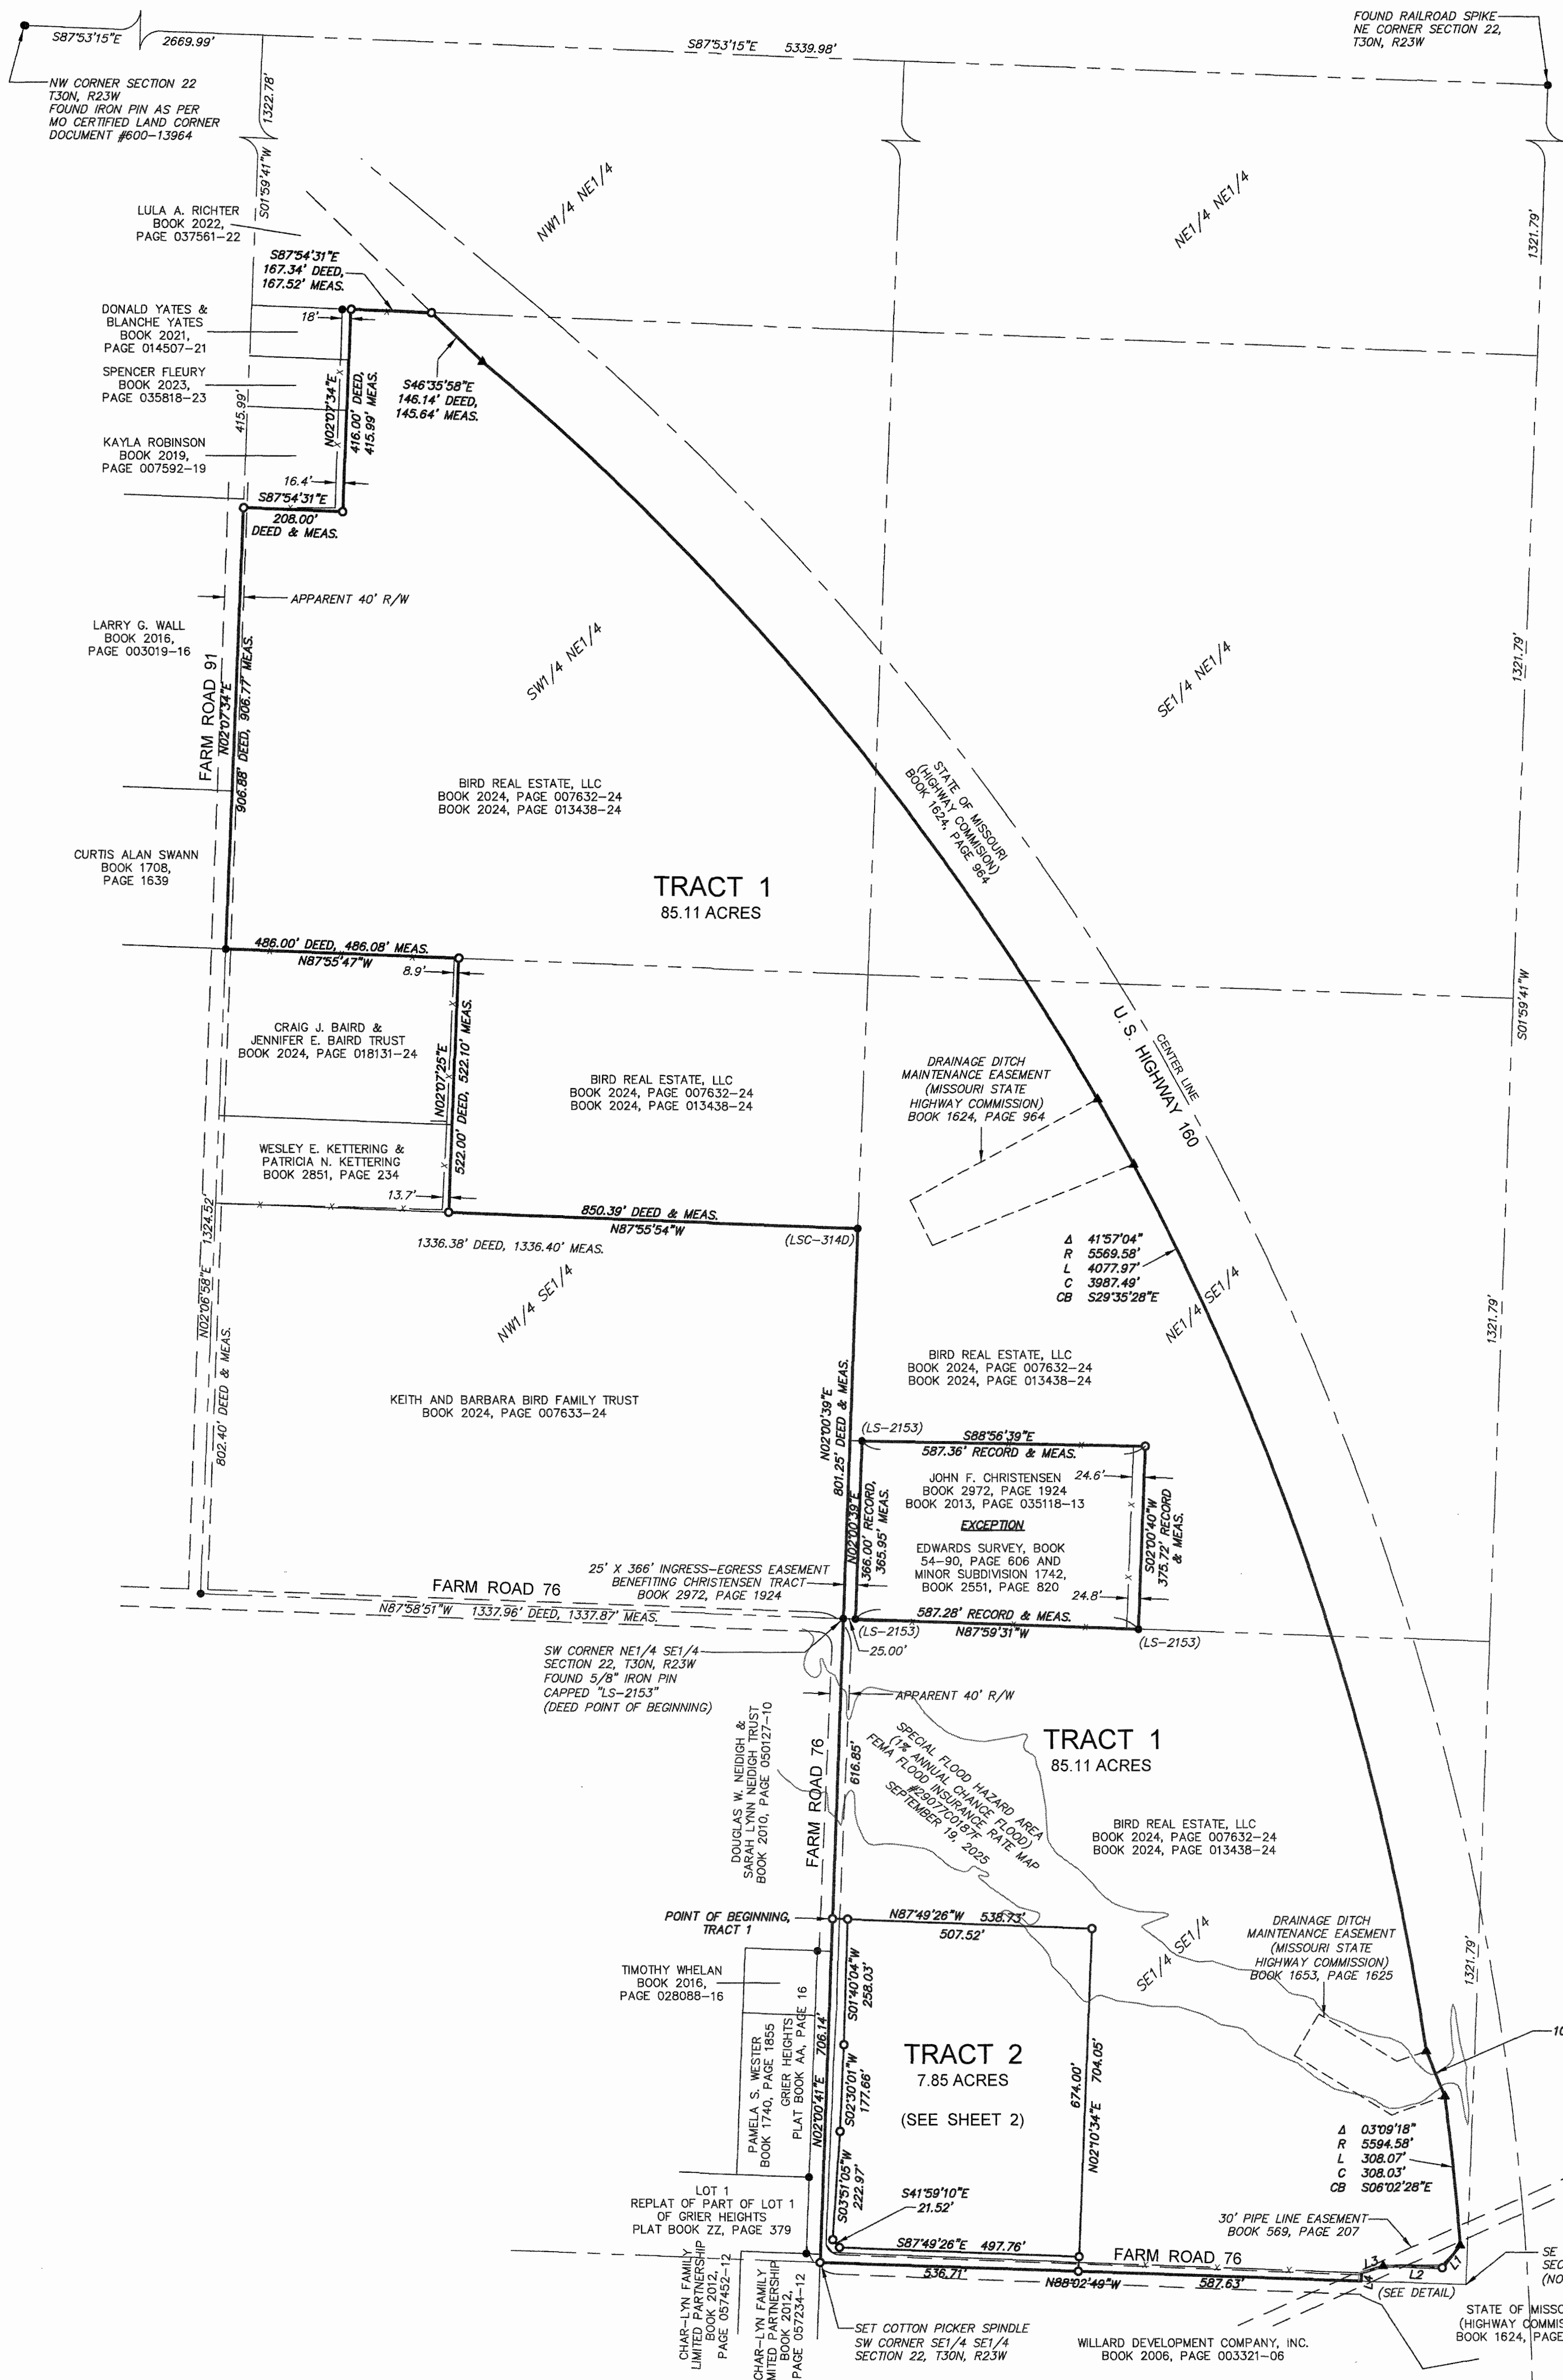 S87°53'15"E 2669.99'
S87°53'15"E 5339.98'
FOUND RAILROAD SPIKE
NE CORNER SECTION 22,
T30N, R23W
NW CORNER SECTION 22
T30N, R23W
FOUND IRON PIN AS PER
MO CERTIFIED LAND CORNER
DOCUMENT #600-13964
S01°59'41"W 1322.78'
NW1/4 NE1/4
NE1/4 NE1/4
1321.79'
LULA A. RICHTER
BOOK 2022,
PAGE 037561-22
S87°54'31"E
167.34' DEED,
167.52' MEAS.
DONALD YATES &
BLANCHE YATES
BOOK 2021,
PAGE 014507-21
18'
SPENCER FLEURY
BOOK 2023,
PAGE 035818-23
415.99'
N02°07'34"E
416.00' DEED,
415.99' MEAS.
S46°35'58"E
146.14' DEED,
145.64' MEAS.
KAYLA ROBINSON
BOOK 2019,
PAGE 007592-19
16.4'
S87°54'31"E
208.00'
DEED & MEAS.
APPARENT 40' R/W
LARRY G. WALL
BOOK 2016,
PAGE 003019-16
FARM ROAD 91
N02°07'34"E
906.88' DEED, 906.77' MEAS.
SW1/4 NE1/4
SE1/4 NE1/4
1321.79'
STATE OF MISSOURI
(HIGHWAY COMMISION)
BOOK 1624, PAGE 964
BIRD REAL ESTATE, LLC
BOOK 2024, PAGE 007632-24
BOOK 2024, PAGE 013438-24
CURTIS ALAN SWANN
BOOK 1708,
PAGE 1639
TRACT 1
85.11 ACRES
486.00' DEED, 486.08' MEAS.
N87°55'47"W
8.9'
S01°59'41"W
CENTER LINE
U. S. HIGHWAY 160
CRAIG J. BAIRD &
JENNIFER E. BAIRD TRUST
BOOK 2024, PAGE 018131-24
N02°07'25"E
522.00' DEED, 522.10' MEAS.
BIRD REAL ESTATE, LLC
BOOK 2024, PAGE 007632-24
BOOK 2024, PAGE 013438-24
DRAINAGE DITCH
MAINTENANCE EASEMENT
(MISSOURI STATE
HIGHWAY COMMISSION)
BOOK 1624, PAGE 964
WESLEY E. KETTERING &
PATRICIA N. KETTERING
BOOK 2851, PAGE 234
13.7'
850.39' DEED & MEAS.
N87°55'54"W
(LSC-314D)
1336.38' DEED, 1336.40' MEAS.
Δ 41°57'04"
R 5569.58'
L 4077.97'
C 3987.49'
CB S29°35'28"E
N02°06'58"E 1324.52'
802.40' DEED & MEAS.
NW1/4 SE1/4
NE1/4 SE1/4
1321.79'
BIRD REAL ESTATE, LLC
BOOK 2024, PAGE 007632-24
BOOK 2024, PAGE 013438-24
KEITH AND BARBARA BIRD FAMILY TRUST
BOOK 2024, PAGE 007633-24
N02°00'39"E
801.25' DEED & MEAS.
(LS-2153)
S88°56'39"E
587.36' RECORD & MEAS.
JOHN F. CHRISTENSEN
BOOK 2972, PAGE 1924
BOOK 2013, PAGE 035118-13
24.6'
EXCEPTION
EDWARDS SURVEY, BOOK
54-90, PAGE 606 AND
MINOR SUBDIVISION 1742,
BOOK 2551, PAGE 820
N02°00'39"E
366.00' RECORD,
365.95' MEAS.
S02°00'40"W
375.72' RECORD
& MEAS.
24.8'
25' X 366' INGRESS-EGRESS EASEMENT
BENEFITING CHRISTENSEN TRACT
BOOK 2972, PAGE 1924
FARM ROAD 76
N87°58'51"W 1337.96' DEED, 1337.87' MEAS.
587.28' RECORD & MEAS.
N87°59'31"W
(LS-2153)
(LS-2153)
25.00'
SW CORNER NE1/4 SE1/4
SECTION 22, T30N, R23W
FOUND 5/8" IRON PIN
CAPPED "LS-2153"
(DEED POINT OF BEGINNING)
APPARENT 40' R/W
DOUGLAS W. NEIDIGH &
SARAH LYNN NEIDIGH TRUST
BOOK 2010, PAGE 050127-10
FARM ROAD 76
616.85'
SPECIAL FLOOD HAZARD AREA
(1% ANNUAL CHANCE FLOOD)
FEMA FLOOD INSURANCE RATE MAP
#29077C0187F
SEPTEMBER 19, 2025
TRACT 1
85.11 ACRES
BIRD REAL ESTATE, LLC
BOOK 2024, PAGE 007632-24
BOOK 2024, PAGE 013438-24
POINT OF BEGINNING,
TRACT 1
N87°49'26"W 538.73'
507.52'
SE1/4 SE1/4
DRAINAGE DITCH
MAINTENANCE EASEMENT
(MISSOURI STATE
HIGHWAY COMMISSION)
BOOK 1653, PAGE 1625
1321.79'
TIMOTHY WHELAN
BOOK 2016,
PAGE 028088-16
S01°40'04"W
258.03'
PAMELA S. WESTER
BOOK 1740, PAGE 1855
GRIER HEIGHTS
PLAT BOOK AA, PAGE 16
N02°00'41"E 706.14'
S02°30'01"W
177.66'
TRACT 2
7.85 ACRES
(SEE SHEET 2)
674.00'
N02°10'34"E 704.05'
10
Δ 03°09'18"
R 5594.58'
L 308.07'
C 308.03'
CB S06°02'28"E
S03°51'05"W
222.97'
S41°59'10"E
21.52'
LOT 1
REPLAT OF PART OF LOT 1
OF GRIER HEIGHTS
PLAT BOOK ZZ, PAGE 379
30' PIPE LINE EASEMENT
BOOK 569, PAGE 207
S87°49'26"E 497.76'
FARM ROAD 76
536.71'
N88°02'49"W
587.63'
L3
L4
L2
L1
(SEE DETAIL)
SE
SEC
(NO
CHAR-LYN FAMILY
LIMITED PARTNERSHIP
BOOK 2012,
PAGE 057452-12
CHAR-LYN FAMILY
MITED PARTNERSHIP
BOOK 2012,
PAGE 057234-12
SET COTTON PICKER SPINDLE
SW CORNER SE1/4 SE1/4
SECTION 22, T30N, R23W
WILLARD DEVELOPMENT COMPANY, INC.
BOOK 2006, PAGE 003321-06
STATE OF MISSO
(HIGHWAY COMMIS
BOOK 1624, PAGE